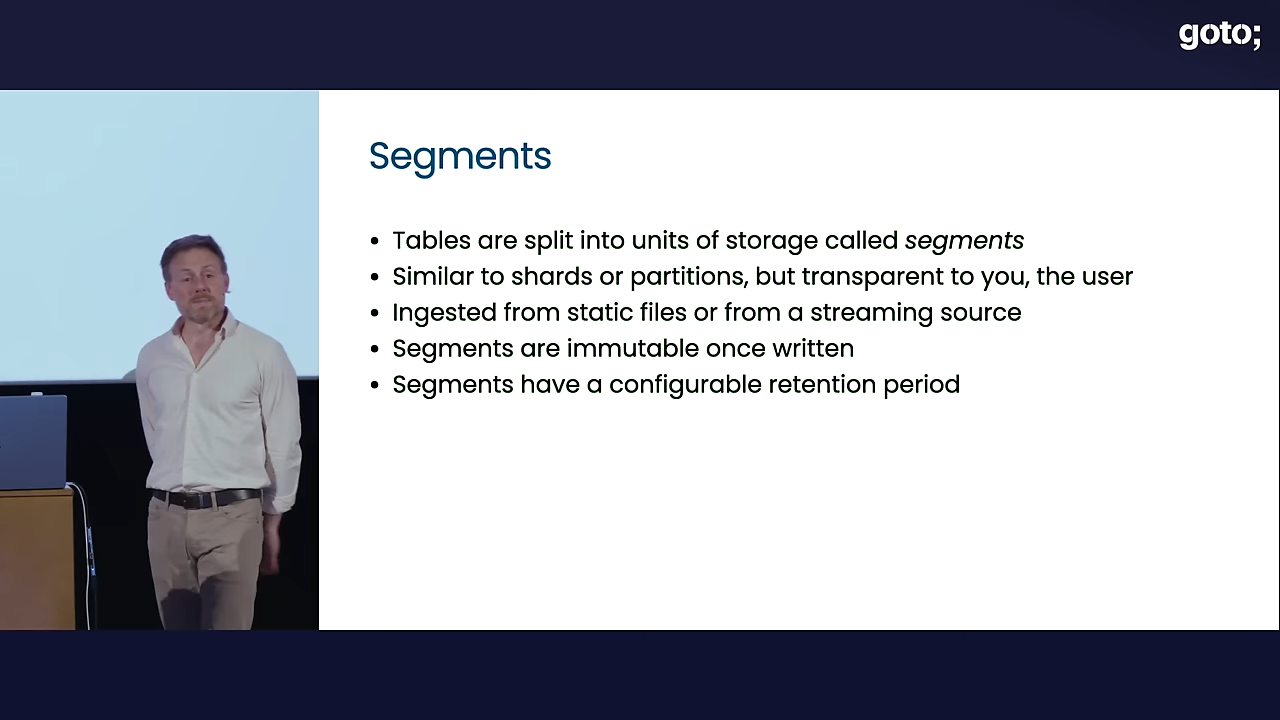 goto;
Segments
• Tables are split into units of storage called segments
• Similar to shards or partitions, but transparent to you, the user
• Ingested from static files or from a streaming source
• Segments are immutable once written
• Segments have a configurable retention period